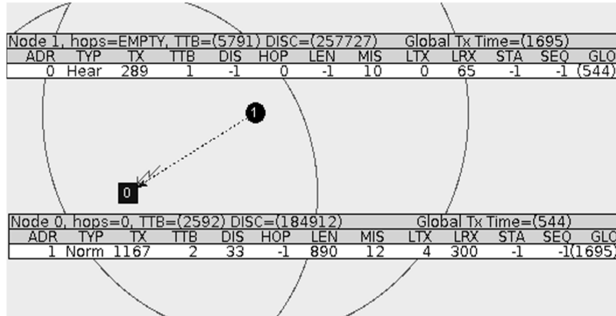 Node 1, hops=EMPTY, TTB=(5791) DISC=(257727) Global Tx Time=(1695)
ADR TYP TX TTB DIS HOP LEN MIS LTX LRX STA SEQ GLO
0 Hear 289 1 -1 0 -1 10 0 65 -1 -1 (544)
1
0
Node 0, hops=0, TTB=(2592) DISC=(184912) Global Tx Time=(544)
ADR TYP TX TTB DIS HOP LEN MIS LTX LRX STA SEQ GLO
1 Norm 1167 2 33 -1 890 12 4 300 -1 -1(1695)